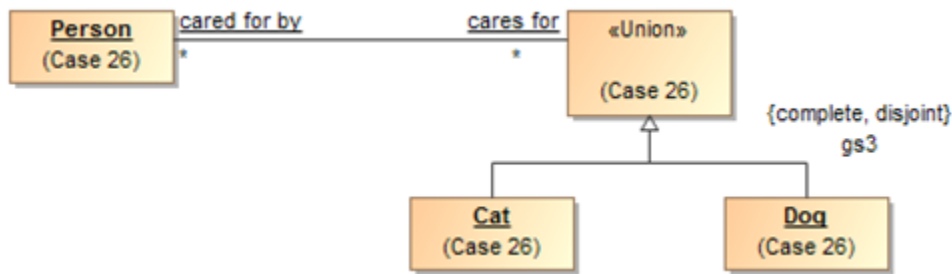 Person
(Case 26)
cared for by
*
cares for
*
«Union»
(Case 26)
{complete, disjoint}
gs3
Cat
(Case 26)
Dog
(Case 26)